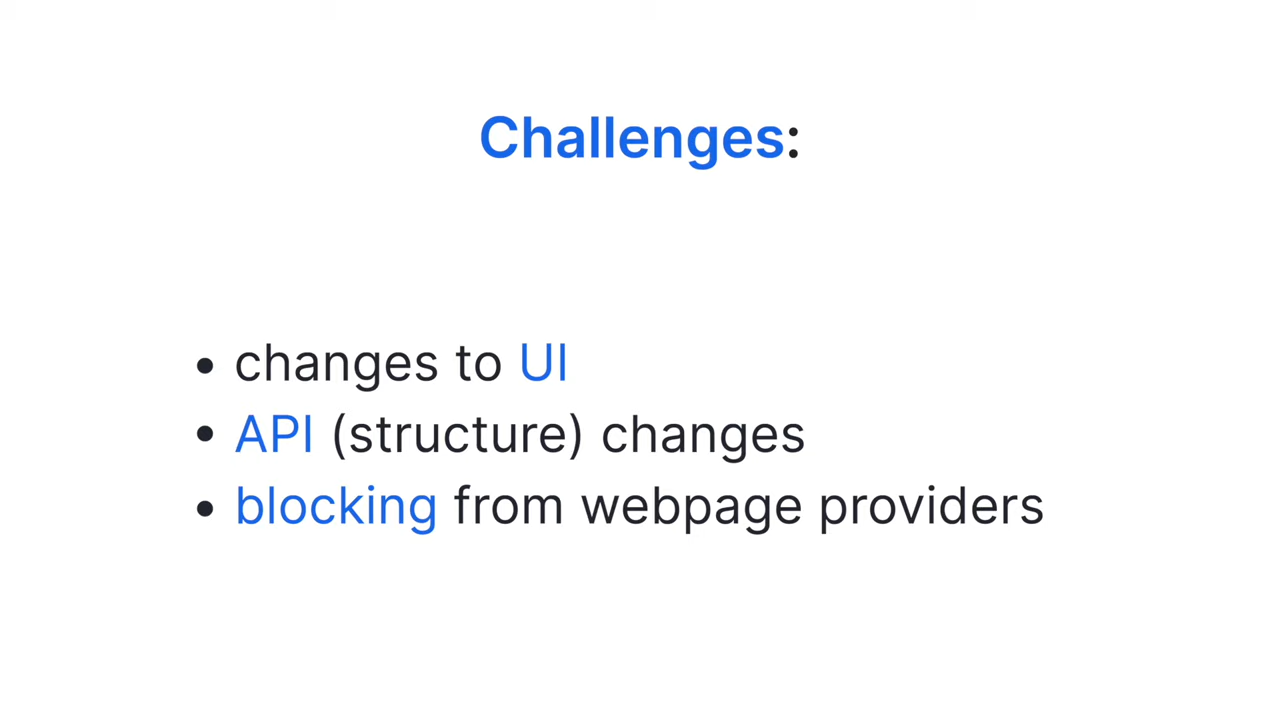 Challenges:
• changes to UI
• API (structure) changes
• blocking from webpage providers